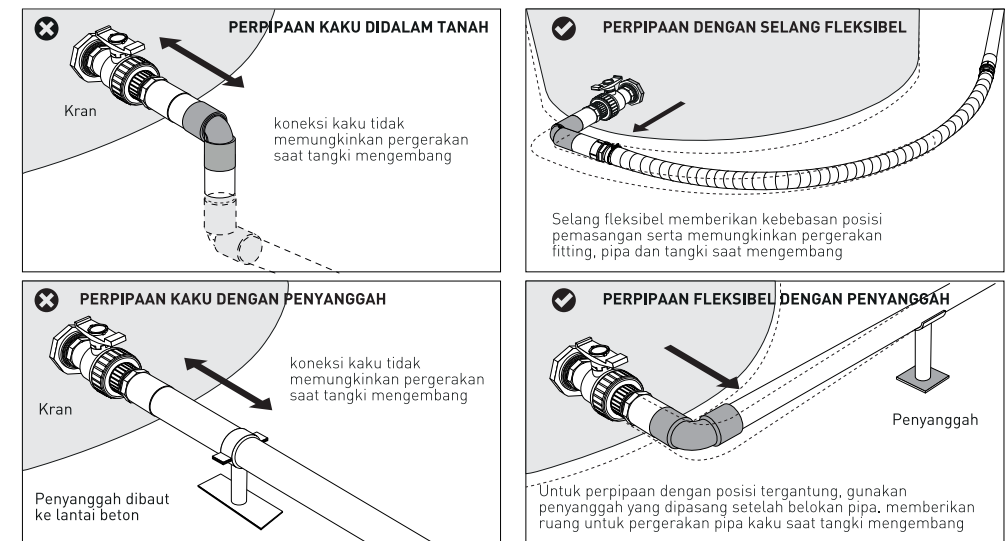 PERPIPAAN KAKU DIDALAM TANAH
Kran
koneksi kaku tidak
memungkinkan pergerakan
saat tangki mengembang
PERPIPAAN DENGAN SELANG FLEKSIBEL
Selang fleksibel memberikan kebebasan posisi
pemasangan serta memungkinkan pergerakan
fitting, pipa dan tangki saat mengembang
PERPIPAAN KAKU DENGAN PENYANGGAH
koneksi kaku tidak
memungkinkan pergerakan
saat tangki mengembang
Kran
Penyanggah dibaut
ke lantai beton
PERPIPAAN FLEKSIBEL DENGAN PENYANGGAH
Penyanggah
Untuk perpipaan dengan posisi tergantung, gunakan
penyanggah yang dipasang setelah belokan pipa. memberikan
ruang untuk pergerakan pipa kaku saat tangki mengembang